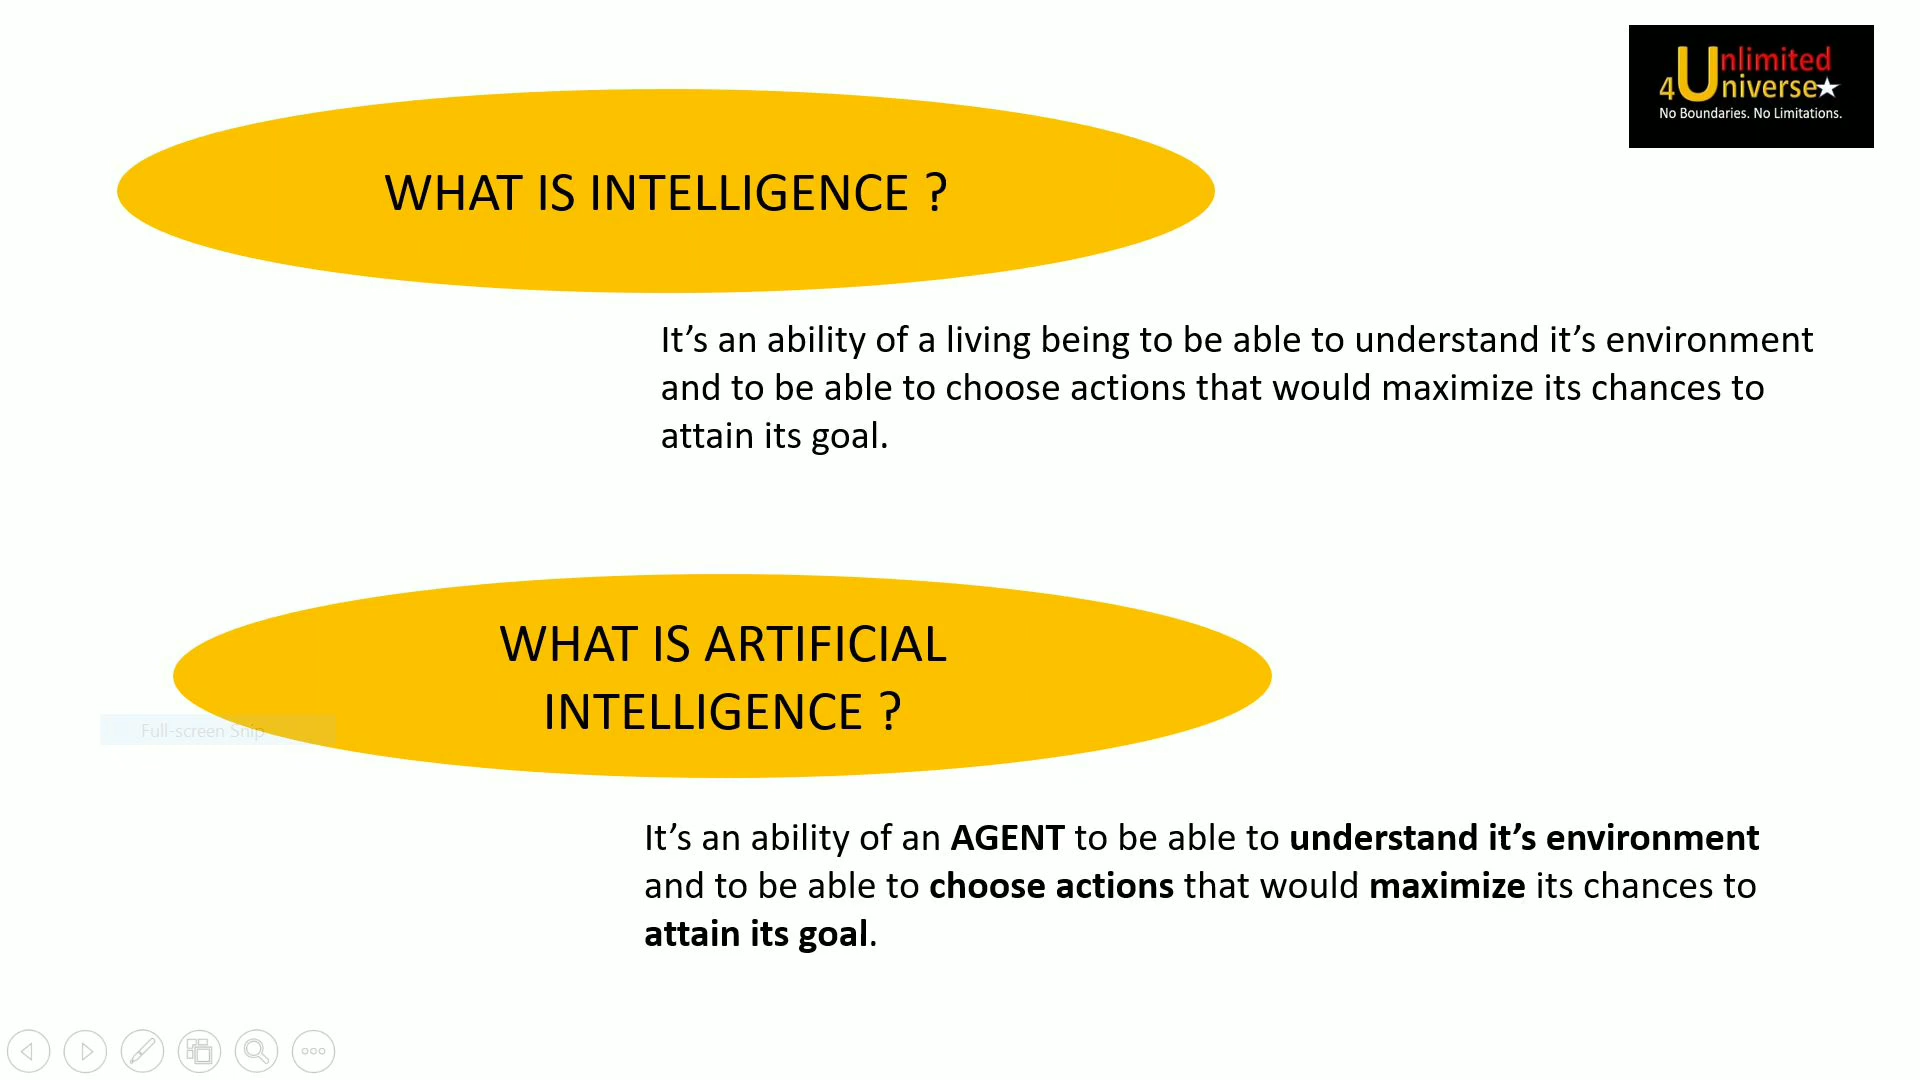 Unlimited
4Universe
No Boundaries. No Limitations.
WHAT IS INTELLIGENCE ?
It’s an ability of a living being to be able to understand it’s environment
and to be able to choose actions that would maximize its chances to
attain its goal.
WHAT IS ARTIFICIAL
INTELLIGENCE ?
Full-screen Snip
It’s an ability of an AGENT to be able to understand it’s environment
and to be able to choose actions that would maximize its chances to
attain its goal.